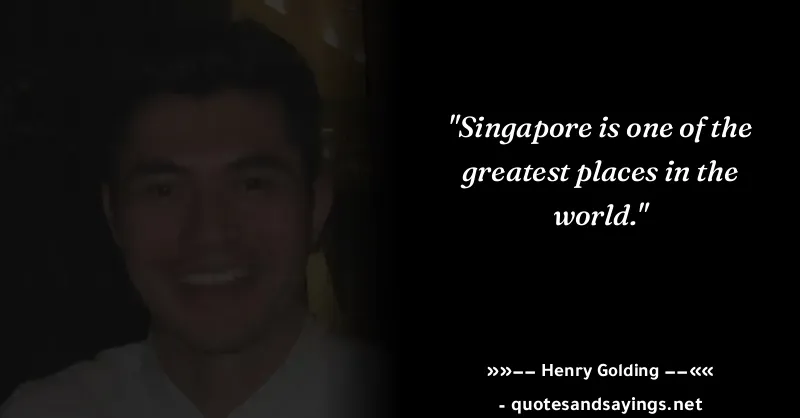 "Singapore is one of the
greatest places in the
world."
»»−− Henry Golding −−««
- quotesandsayings.net